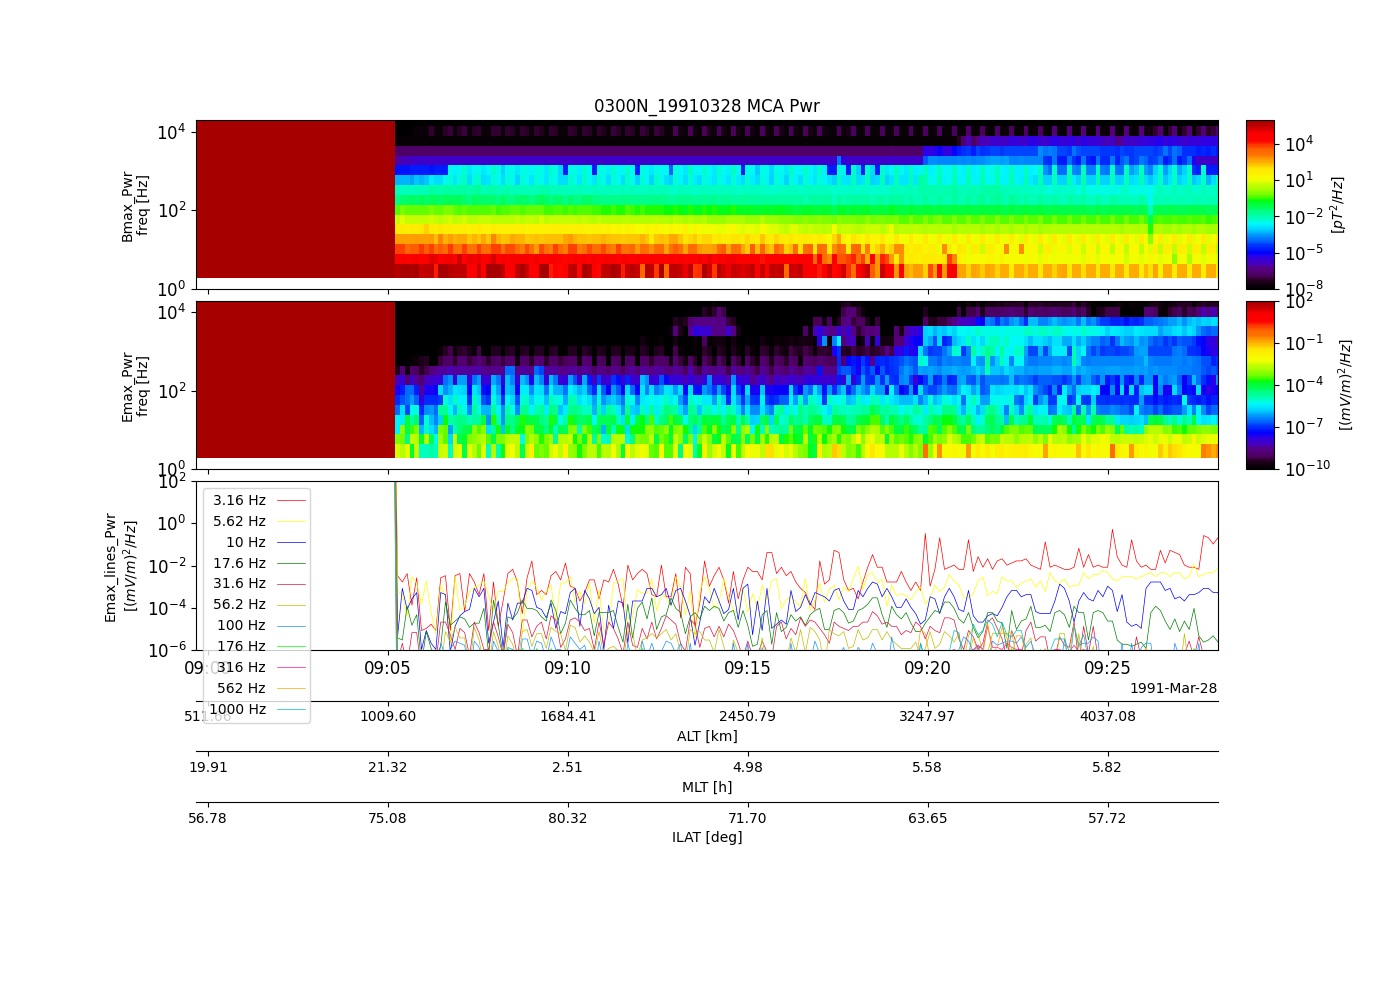 0300N_19910328 MCA Pwr
Bmax_Pwr
freq [Hz]
10^4
10^2
10^0
10^4
10^1
10^-2
10^-5
10^-8
[pT^2/Hz]
Emax_Pwr
freq [Hz]
10^4
10^2
10^0
10^2
10^-1
10^-4
10^-7
10^-10
[(mV/m)^2/Hz]
Emax_lines_Pwr
[(mV/m)^2/Hz]
10^2
10^0
10^-2
10^-4
10^-6
3.16 Hz
5.62 Hz
10 Hz
17.6 Hz
31.6 Hz
56.2 Hz
100 Hz
176 Hz
316 Hz
562 Hz
1000 Hz
09:00 09:05 09:10 09:15 09:20 09:25
1991-Mar-28
511.66 1009.60 1684.41 2450.79 3247.97 4037.08
ALT [km]
19.91 21.32 2.51 4.98 5.58 5.82
MLT [h]
56.78 75.08 80.32 71.70 63.65 57.72
ILAT [deg]